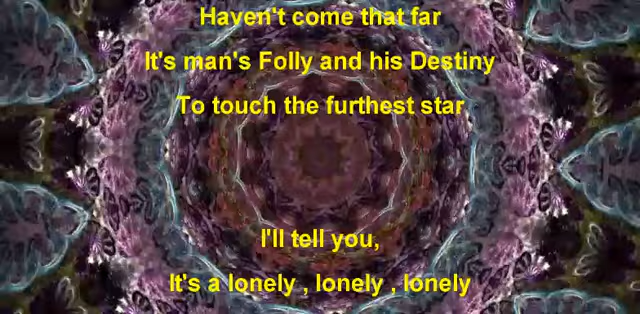 Haven't come that far
It's man's Folly and his Destiny
To touch the furthest star
I'll tell you,
It's a lonely , lonely , lonely